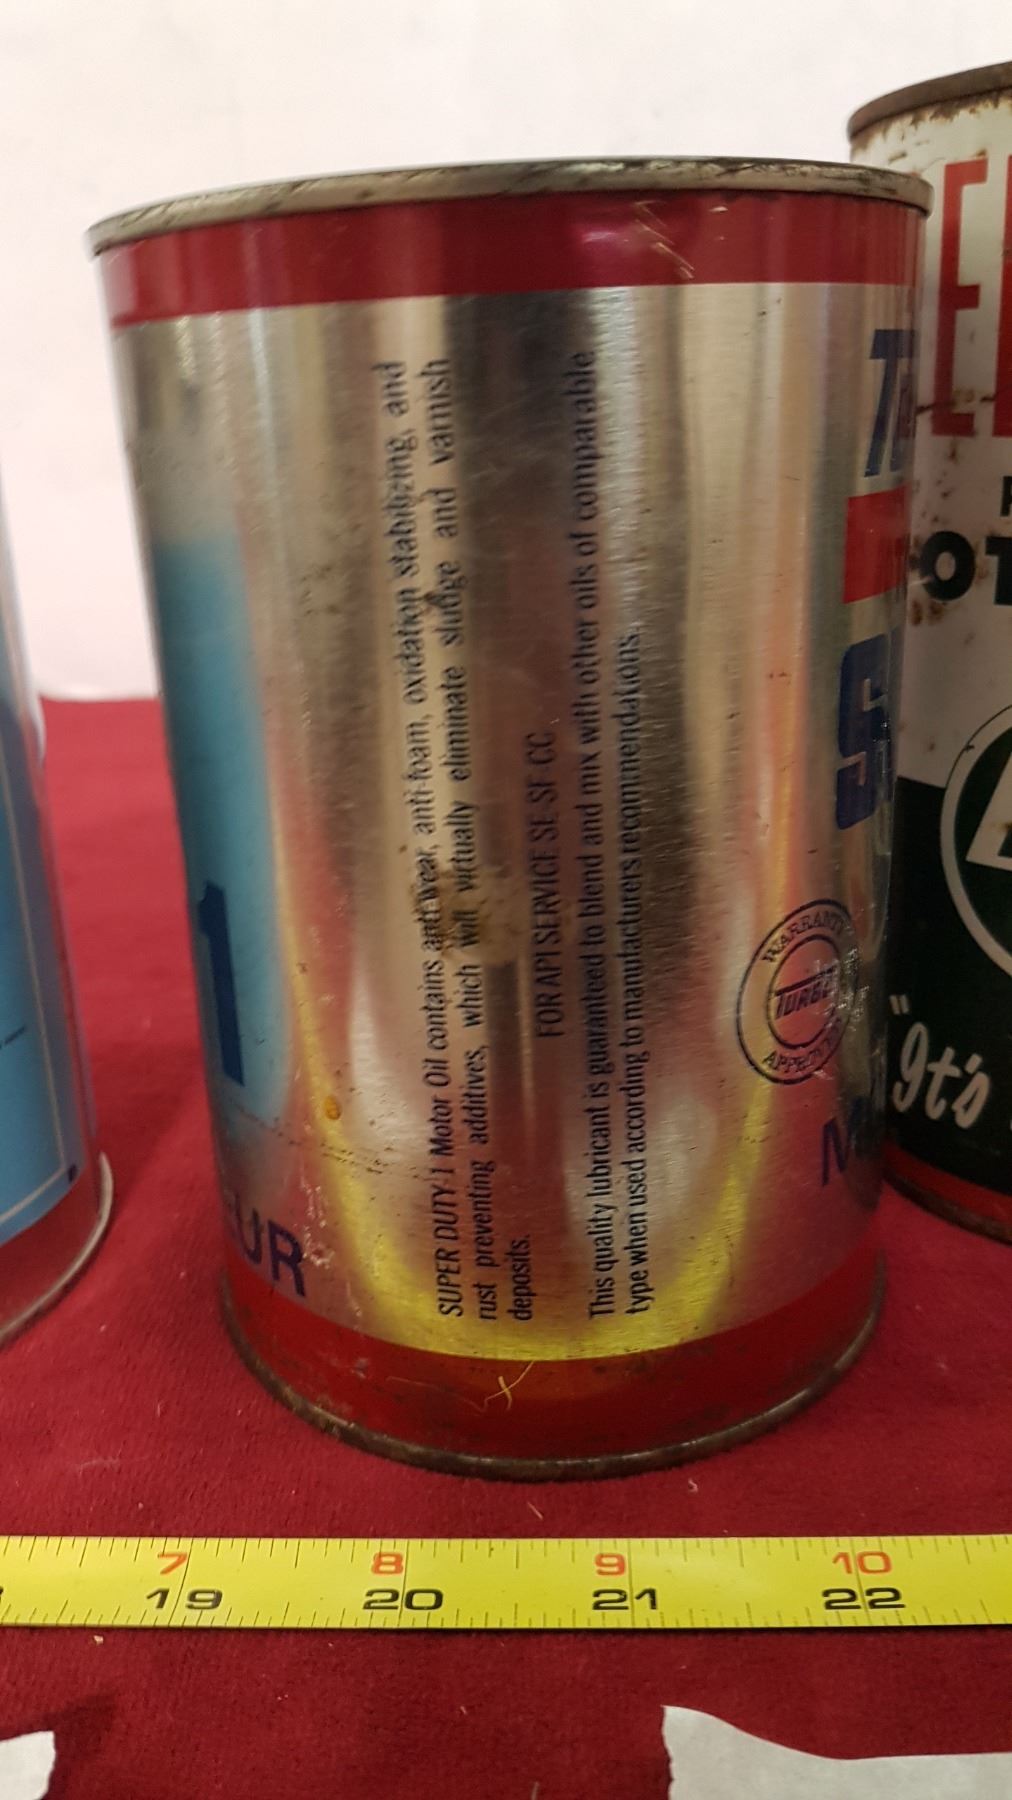 SUPER DUTY-1 Motor Oil contains anti-wear, anti-foam, oxidation stabilizing, and
rust preventing additives, which will virtually eliminate sludge and varnish
deposits.
FOR API SERVICE SE-SF-CC
This quality lubricant is guaranteed to blend and mix with other oils of comparable
type when used according to manufacturers recommendations.
1
UR
WARRANTY
APPROVED
OT
"It's
7 8 9 10
19 20 21 22